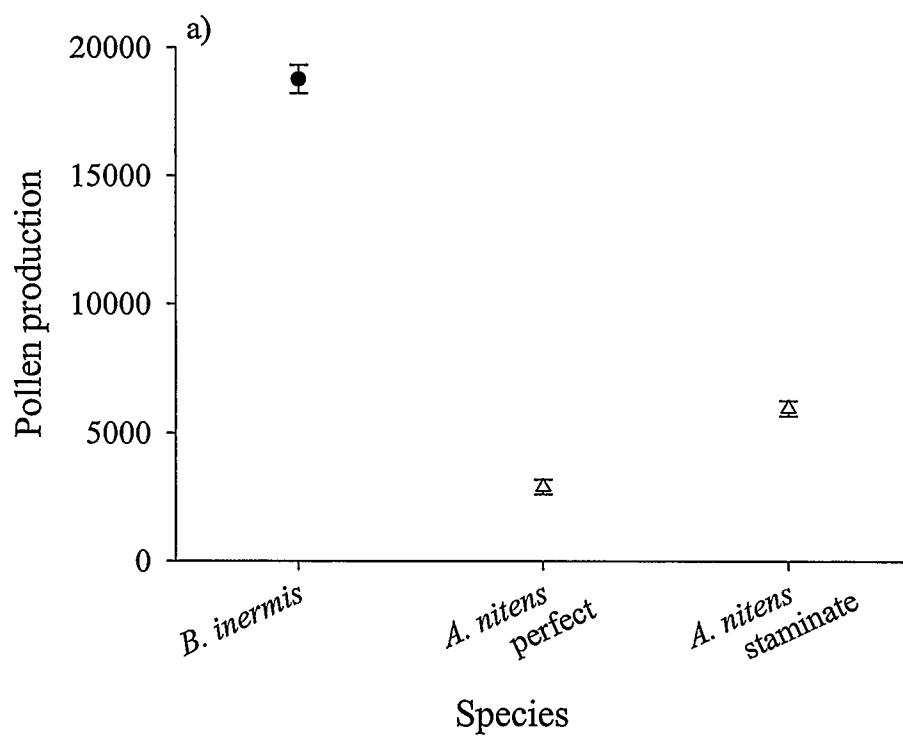 a)
20000
15000
10000
5000
0
Pollen production
B. inermis
A. nitens
perfect
A. nitens
staminate
Species